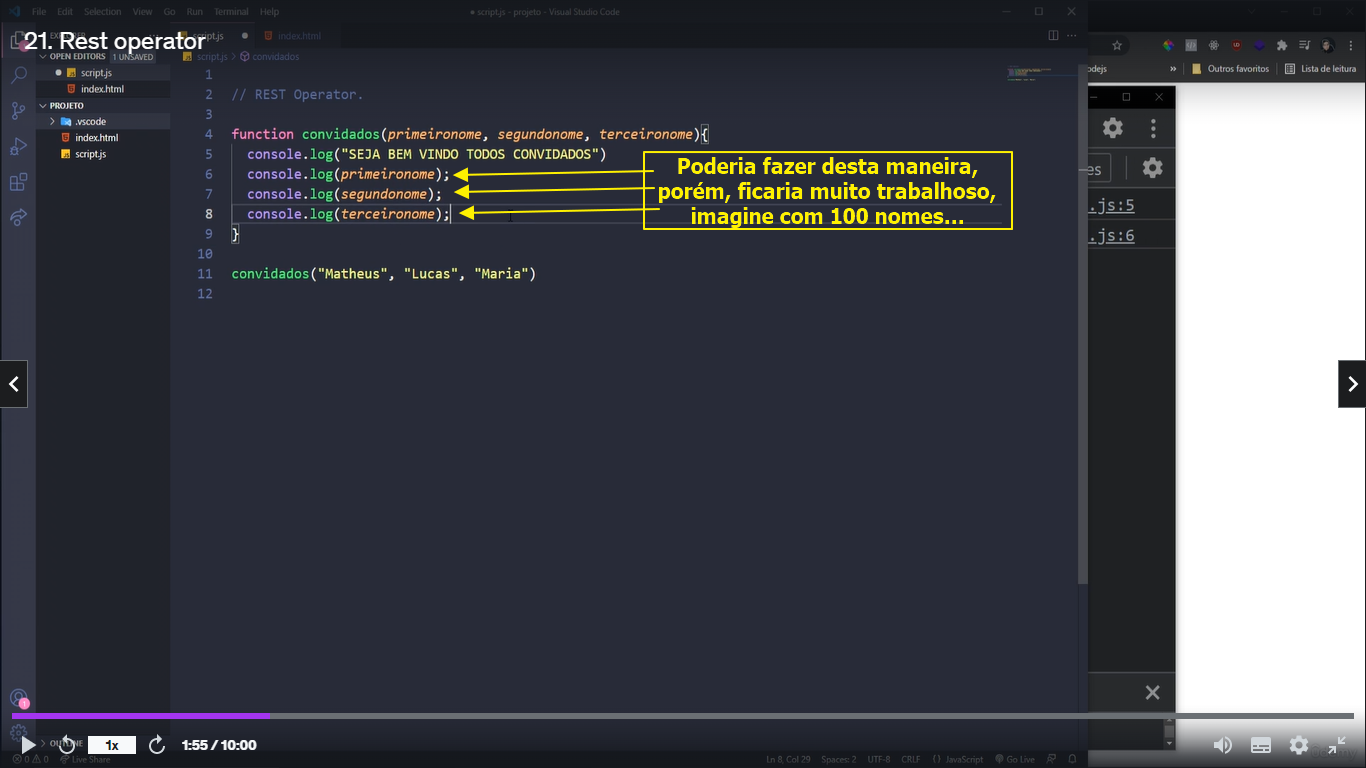 File Edit Selection View Go Run Terminal Help
● script.js - projeto - Visual Studio Code
21. Rest operator
script.js
index.html
OPEN EDITORS 1 UNSAVED
script.js > convidados
script.js
index.html
PROJETO
.vscode
index.html
script.js
1
2 // REST Operator.
3
4 function convidados(primeironome, segundonome, terceironome){
5 console.log("SEJA BEM VINDO TODOS CONVIDADOS")
6 console.log(primeironome);
7 console.log(segundonome);
8 console.log(terceironome);
9 }
10
11 convidados("Matheus", "Lucas", "Maria")
12
Poderia fazer desta maneira,
porém, ficaria muito trabalhoso,
imagine com 100 nomes...
dejs
» Outros favoritos Lista de leitura
es
.js:5
.js:6
1
OUTLINE
1x
1:55 / 10:00
0 0 Live Share
Ln 8, Col 29 Spaces: 2 UTF-8 CRLF {} JavaScript Go Live